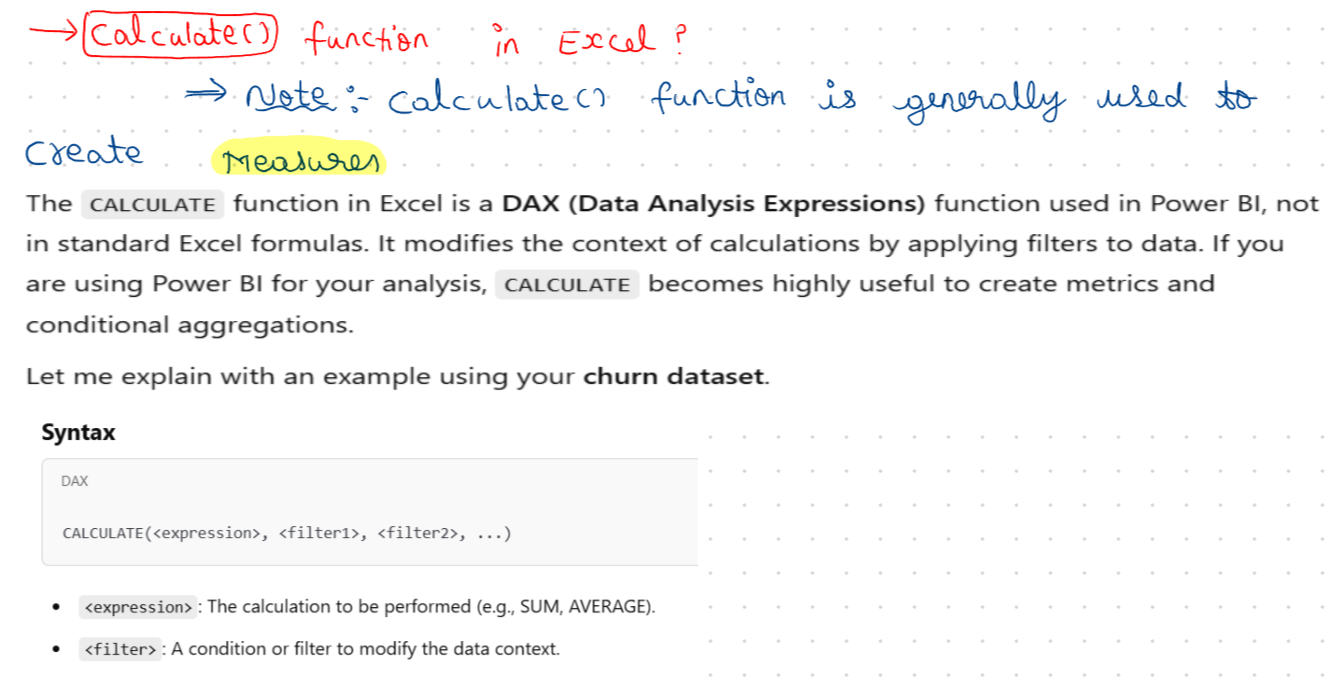 → Calculate() function in Excel?
⇒ Note :- Calculate() function is generally used to
Create Measures
The CALCULATE function in Excel is a DAX (Data Analysis Expressions) function used in Power BI, not
in standard Excel formulas. It modifies the context of calculations by applying filters to data. If you
are using Power BI for your analysis, CALCULATE becomes highly useful to create metrics and
conditional aggregations.
Let me explain with an example using your churn dataset.
Syntax
DAX
CALCULATE(<expression>, <filter1>, <filter2>, ...)
• <expression> : The calculation to be performed (e.g., SUM, AVERAGE).
• <filter> : A condition or filter to modify the data context.